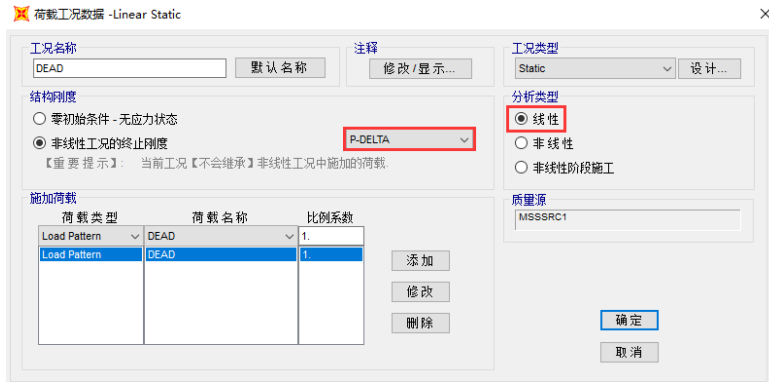 荷载工况数据 -Linear Static
工况名称
DEAD
默认名称
注释
修改/显示...
工况类型
Static
设计...
结构刚度
零初始条件 - 无应力状态
非线性工况的终止刚度
P-DELTA
【重要提示】: 当前工况【不会继承】非线性工况中施加的荷载.
分析类型
线性
非线性
非线性阶段施工
施加荷载
荷载类型 荷载名称 比例系数
Load Pattern DEAD 1.
Load Pattern DEAD 1.
添加
修改
删除
质量源
MSSSRC1
确定
取消